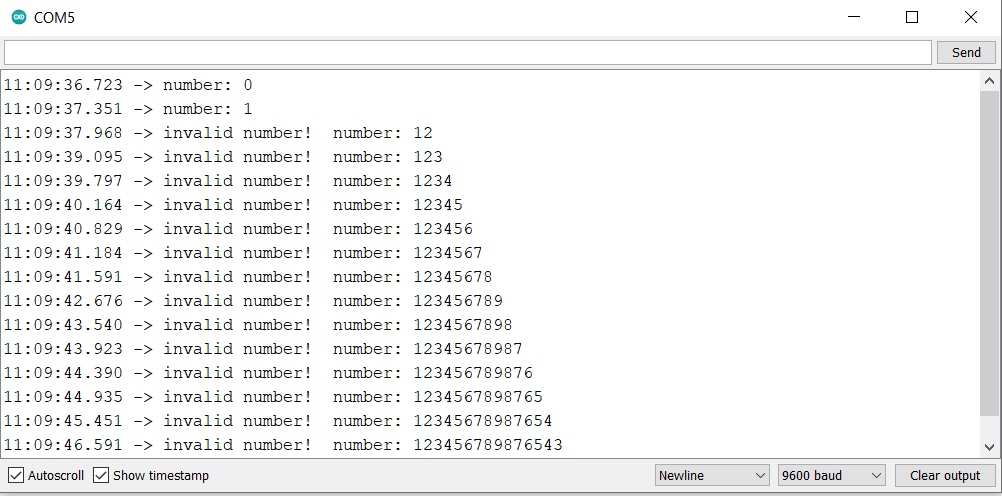 COM5
Send
11:09:36.723 -> number: 0
11:09:37.351 -> number: 1
11:09:37.968 -> invalid number!  number: 12
11:09:39.095 -> invalid number!  number: 123
11:09:39.797 -> invalid number!  number: 1234
11:09:40.164 -> invalid number!  number: 12345
11:09:40.829 -> invalid number!  number: 123456
11:09:41.184 -> invalid number!  number: 1234567
11:09:41.591 -> invalid number!  number: 12345678
11:09:42.676 -> invalid number!  number: 123456789
11:09:43.540 -> invalid number!  number: 1234567898
11:09:43.923 -> invalid number!  number: 12345678987
11:09:44.390 -> invalid number!  number: 123456789876
11:09:44.935 -> invalid number!  number: 1234567898765
11:09:45.451 -> invalid number!  number: 12345678987654
11:09:46.591 -> invalid number!  number: 123456789876543
Autoscroll Show timestamp Newline 9600 baud Clear output